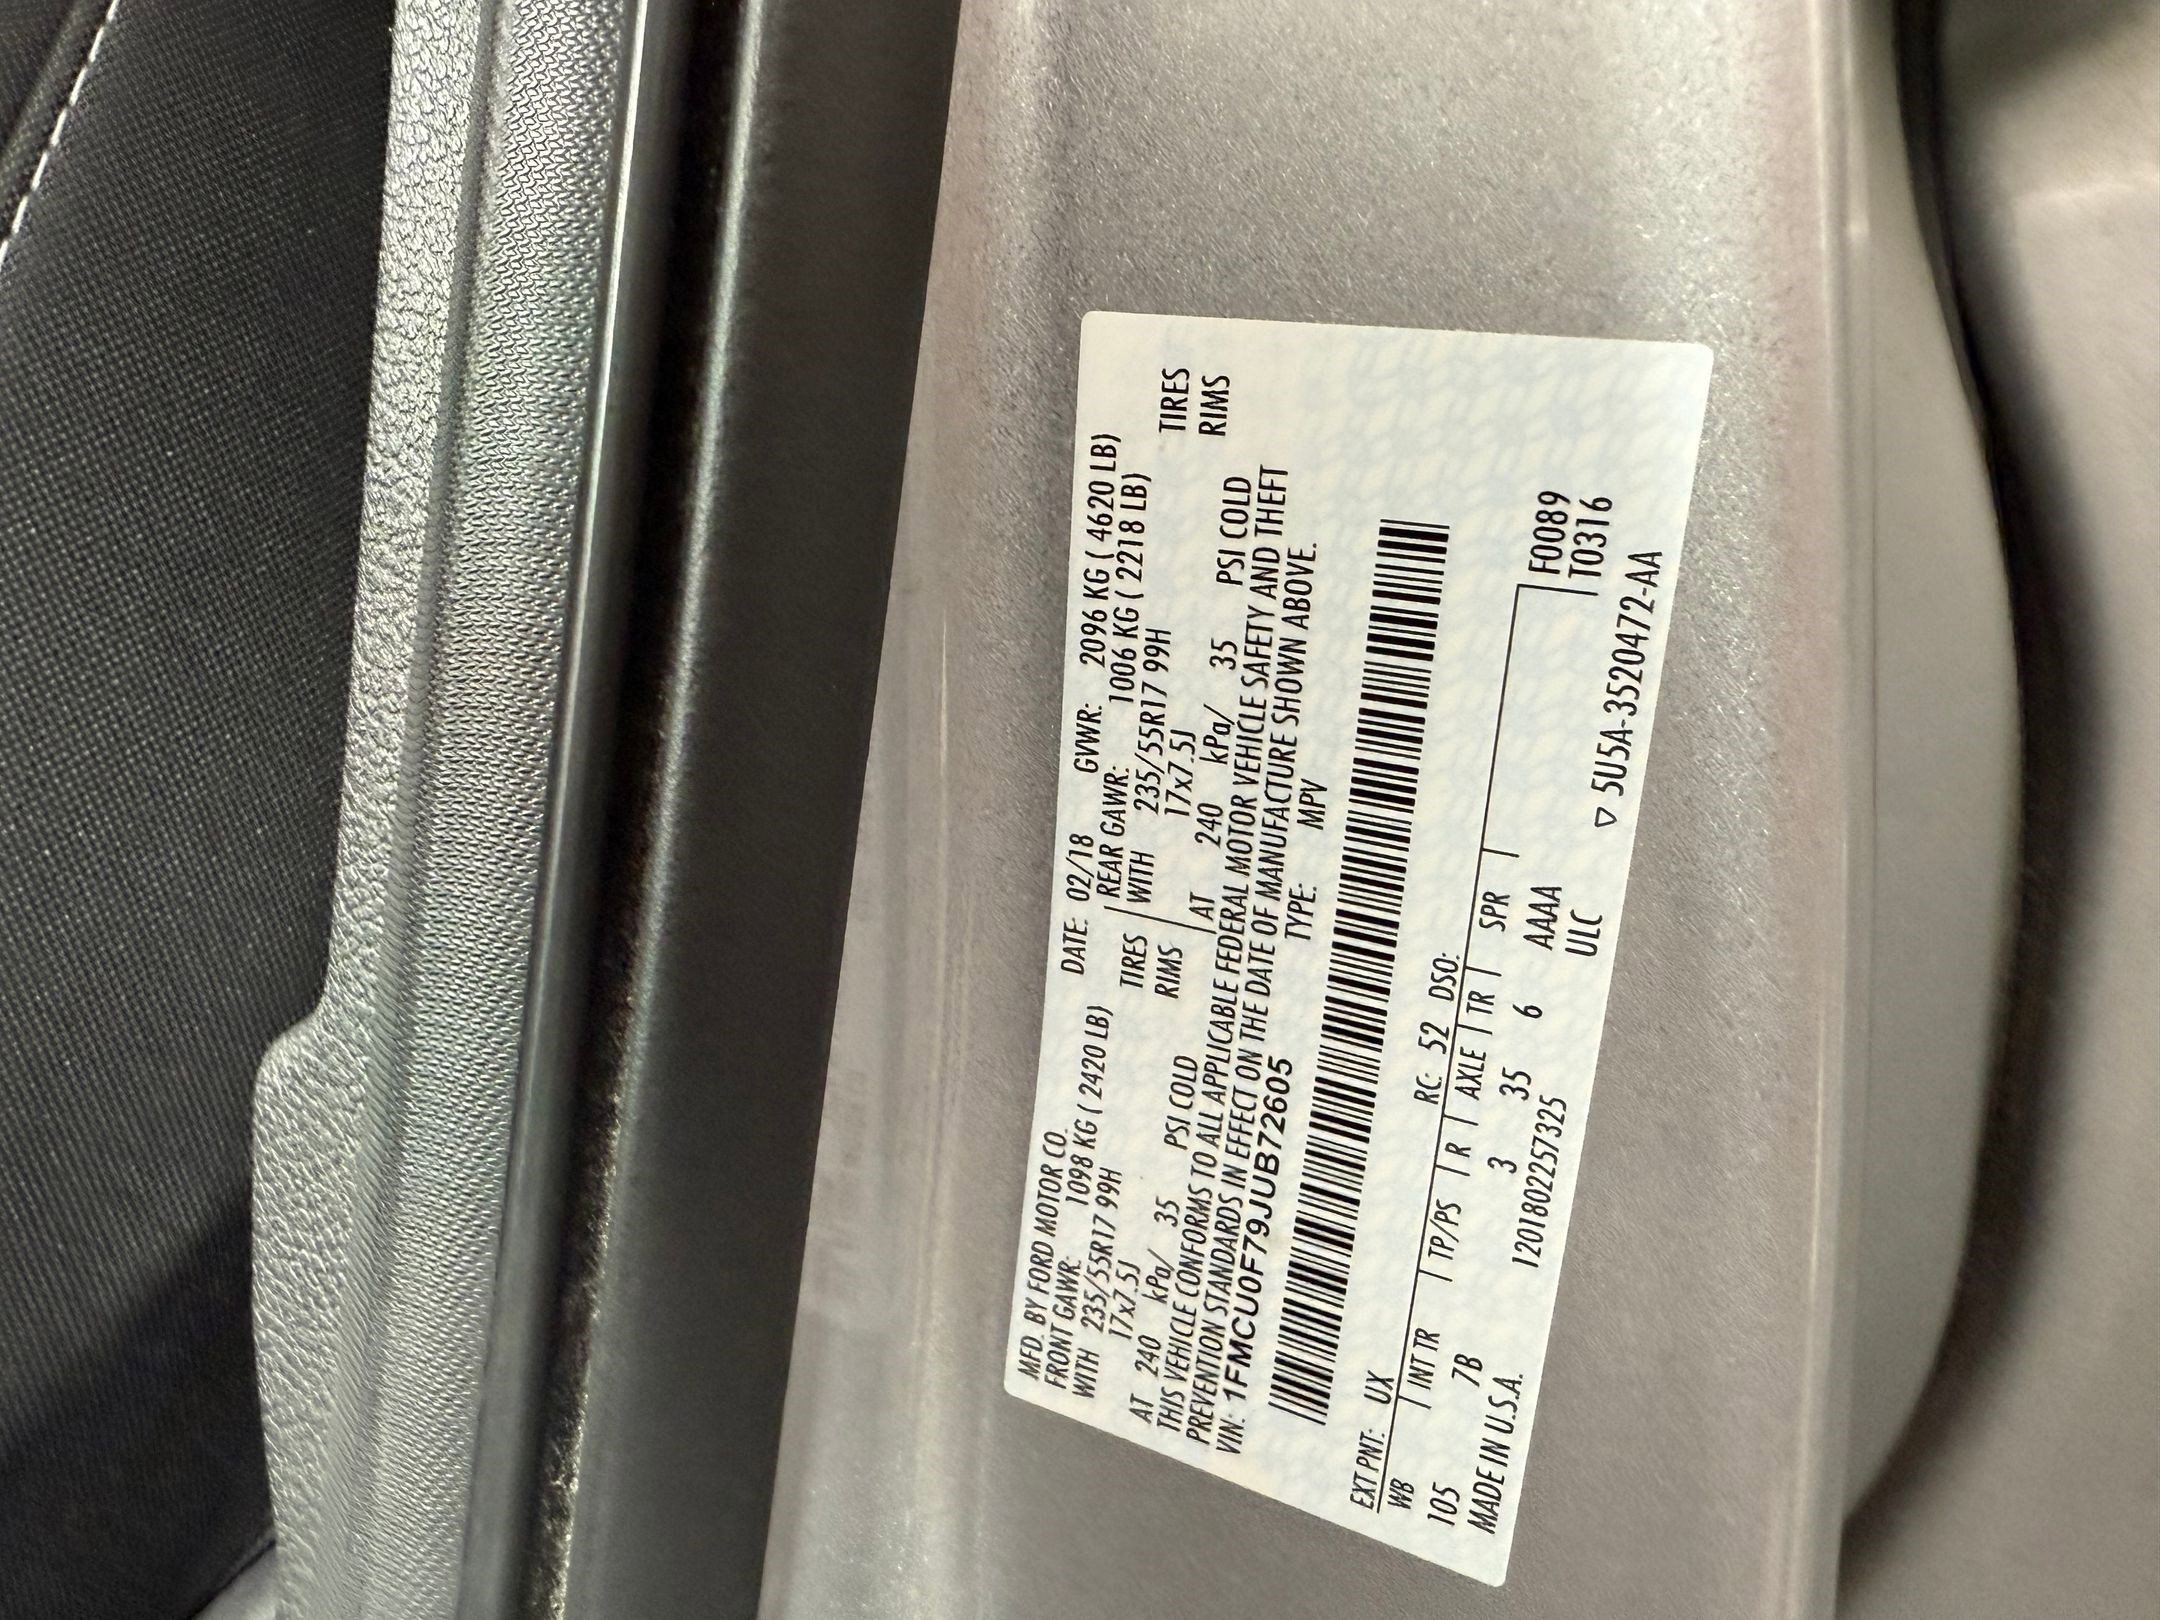 MFD. BY FORD MOTOR CO. DATE: 02/18 GVWR: 2096 KG ( 4620 LB)
FRONT GAWR: 1098 KG ( 2420 LB) REAR GAWR: 1006 KG ( 2218 LB)
WITH 235/55R17 99H TIRES WITH 235/55R17 99H TIRES
17x7.5J RIMS 17x7.5J RIMS
AT 240 kPa/ 35 PSI COLD AT 240 kPa/ 35 PSI COLD
THIS VEHICLE CONFORMS TO ALL APPLICABLE FEDERAL MOTOR VEHICLE SAFETY AND THEFT
PREVENTION STANDARDS IN EFFECT ON THE DATE OF MANUFACTURE SHOWN ABOVE.
VIN: 1FMCU0F79JUB72605 TYPE: MPV
EXT PNT: UX RC: 52 DSO:
WB INT TR TP/PS R AXLE TR SPR
105 7B 3 35 6 AAAA F0089
MADE IN U.S.A. 1201802257325 ULC T0316
▽ 5U5A-3520472-AA